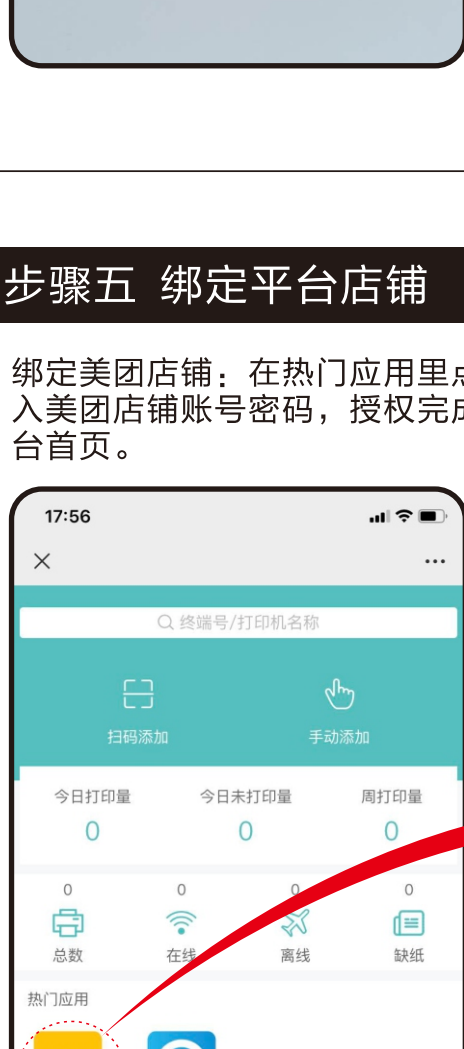 步骤五 绑定平台店铺
绑定美团店铺：在热门应用里
入美团店铺账号密码，授权完
台首页。
17:56
终端号/打印机名称
扫码添加 手动添加
今日打印量 今日未打印量 周打印量
0 0 0
0 0 0 0
总数 在线 离线 缺纸
热门应用